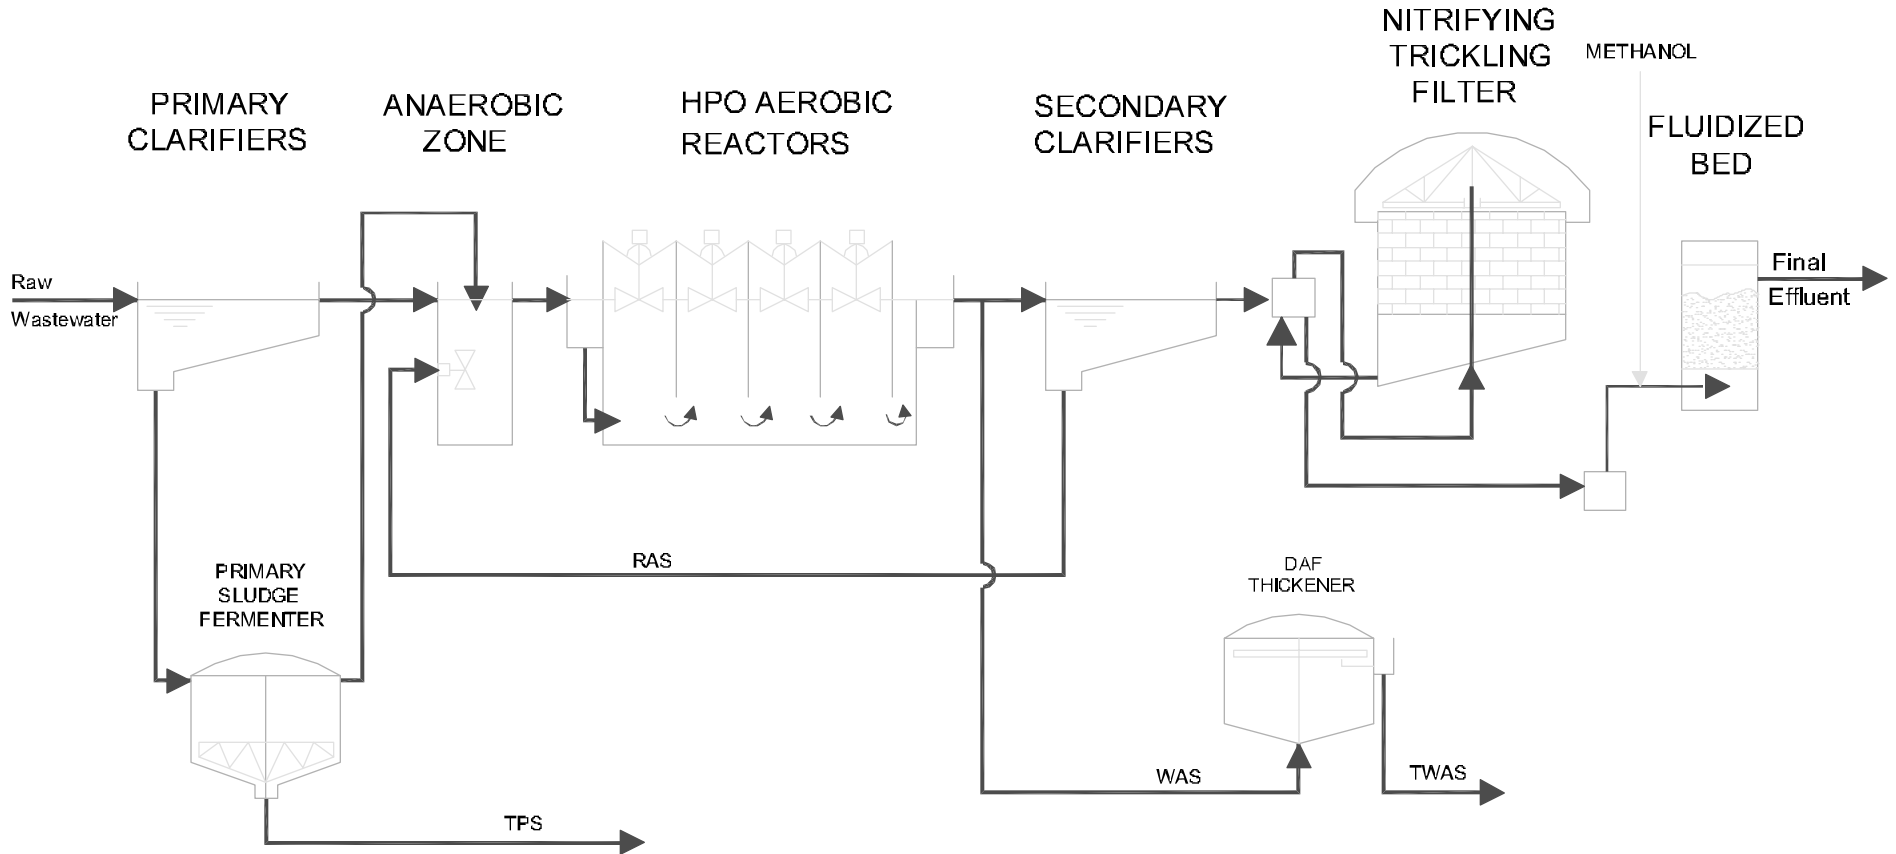 PRIMARY
CLARIFIERS
ANAEROBIC
ZONE
HPO AEROBIC
REACTORS
SECONDARY
CLARIFIERS
NITRIFYING
TRICKLING
FILTER
METHANOL
FLUIDIZED
BED
Raw
Wastewater
Final
Effluent
RAS
PRIMARY
SLUDGE
FERMENTER
DAF
THICKENER
WAS
TWAS
TPS